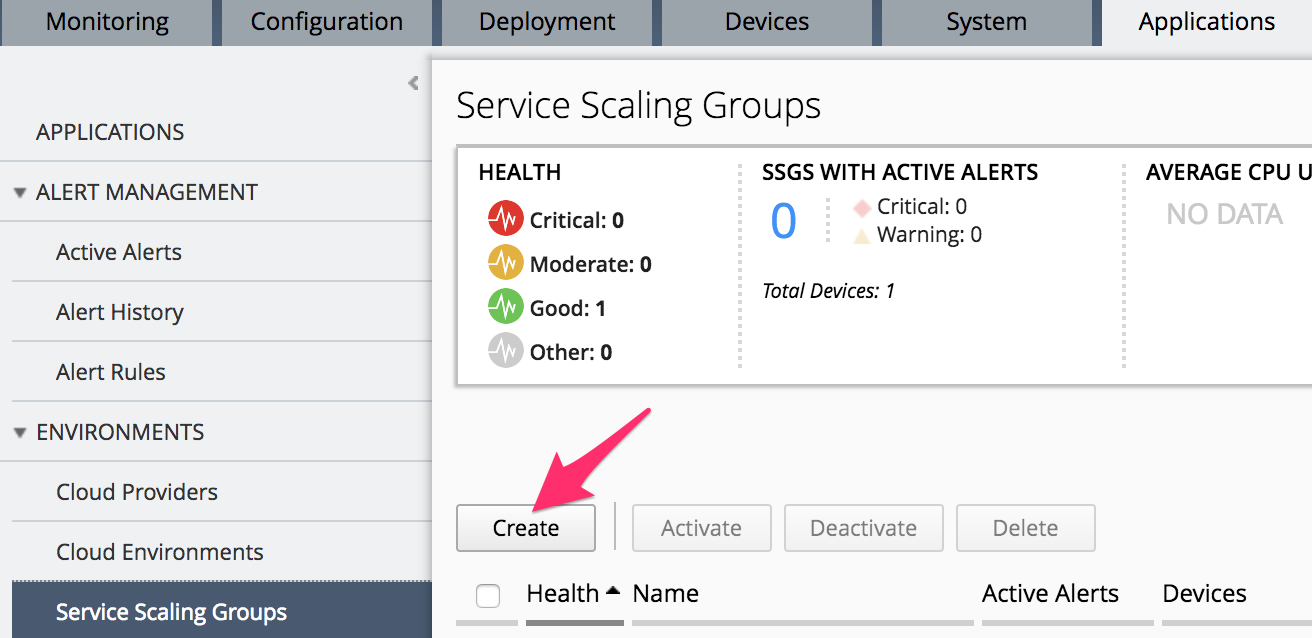 Monitoring Configuration Deployment Devices System Applications
APPLICATIONS
ALERT MANAGEMENT
Active Alerts
Alert History
Alert Rules
ENVIRONMENTS
Cloud Providers
Cloud Environments
Service Scaling Groups
Service Scaling Groups
HEALTH
Critical: 0
Moderate: 0
Good: 1
Other: 0
SSGS WITH ACTIVE ALERTS
0
Critical: 0
Warning: 0
Total Devices: 1
AVERAGE CPU U
NO DATA
Create Activate Deactivate Delete
Health Name Active Alerts Devices